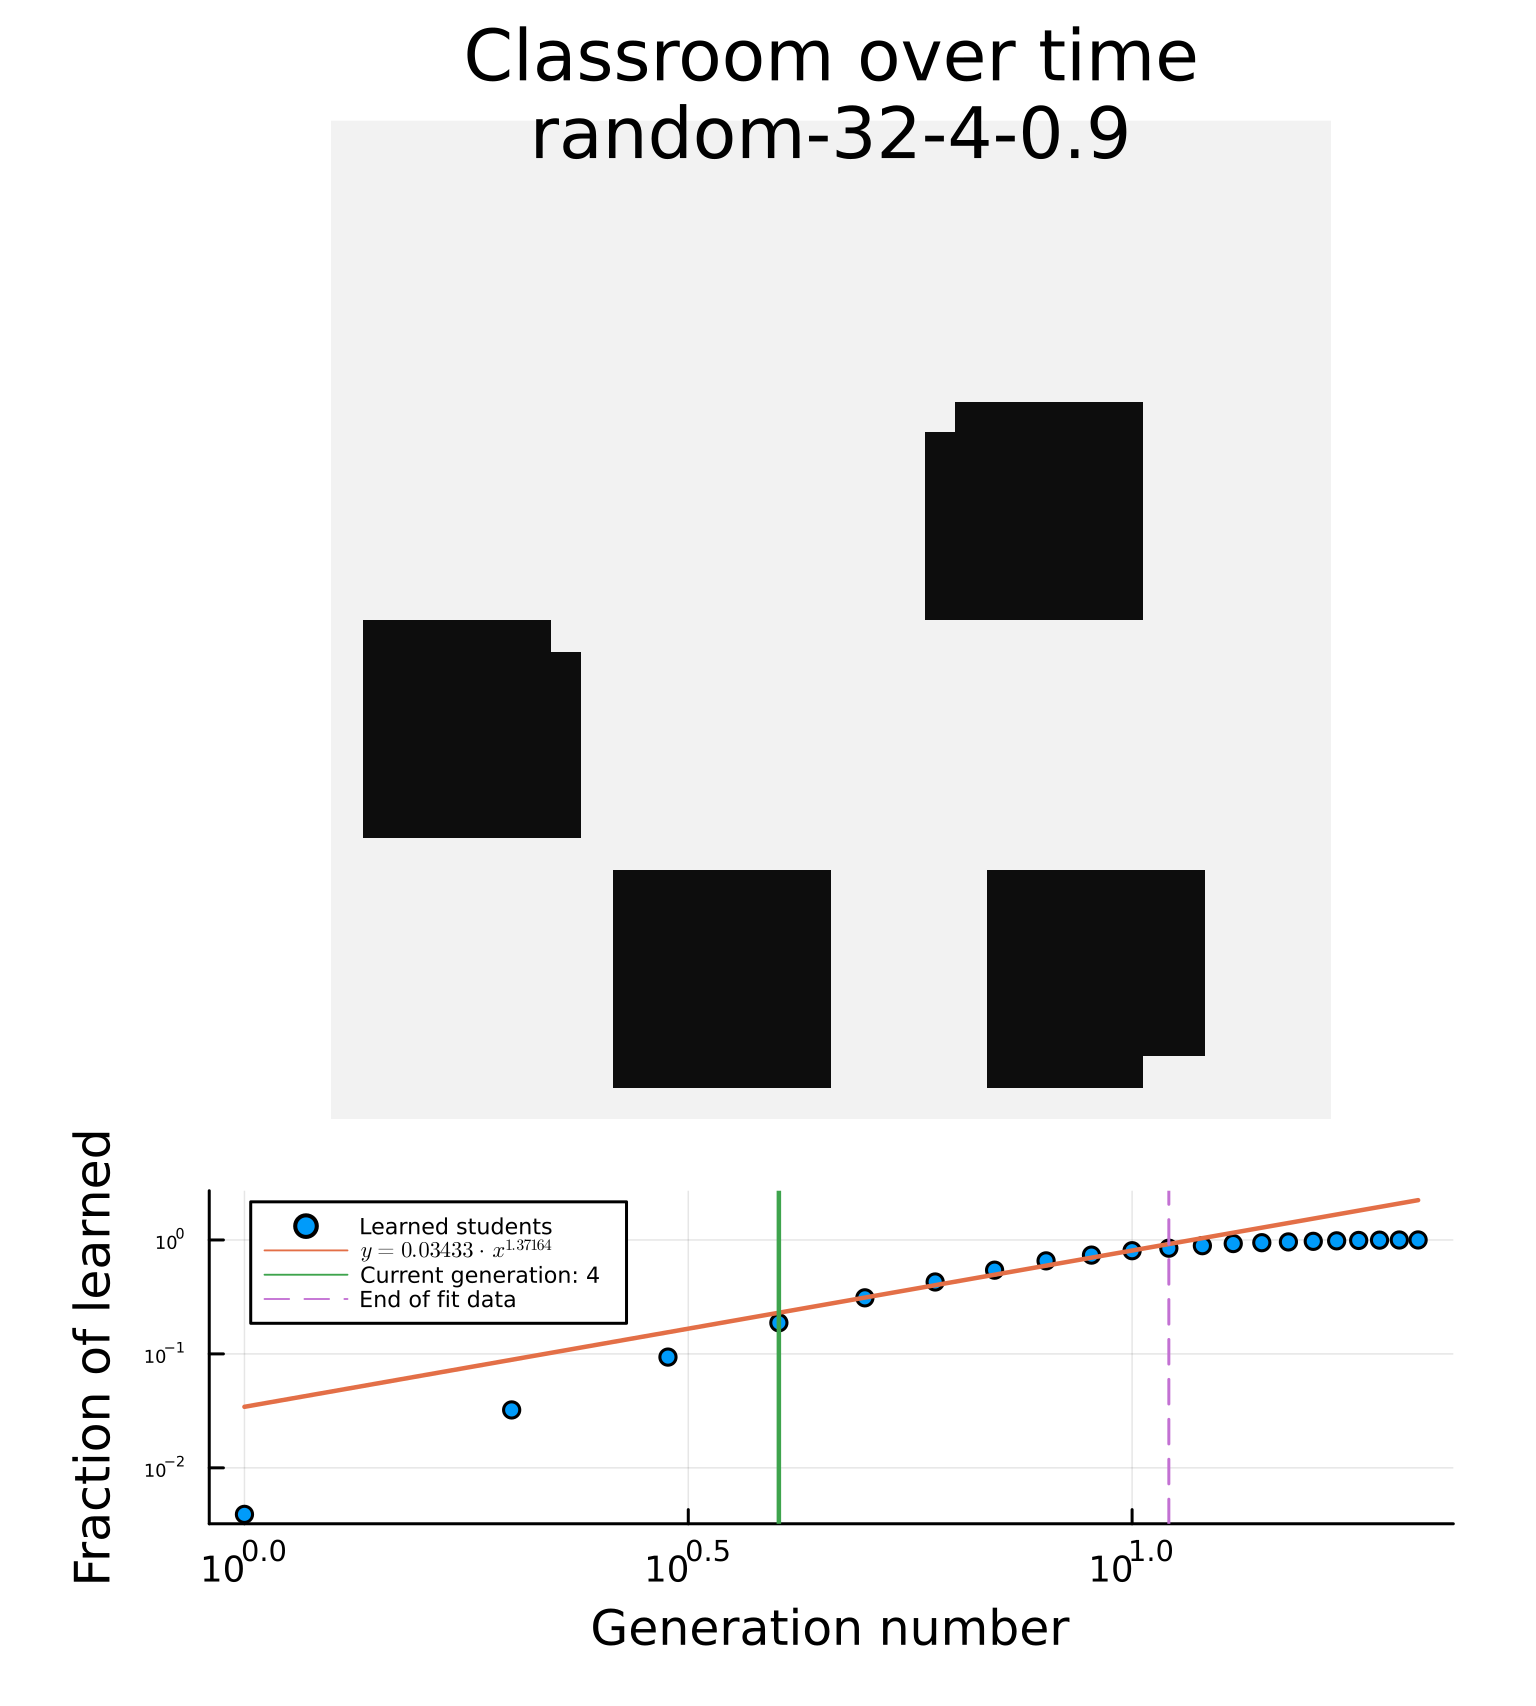 Classroom over time
random-32-4-0.9
Fraction of learned
10^0
10^-1
10^-2
Learned students
y = 0.03433 · x^1.37164
Current generation: 4
End of fit data
10^0.0
10^0.5
10^1.0
Generation number